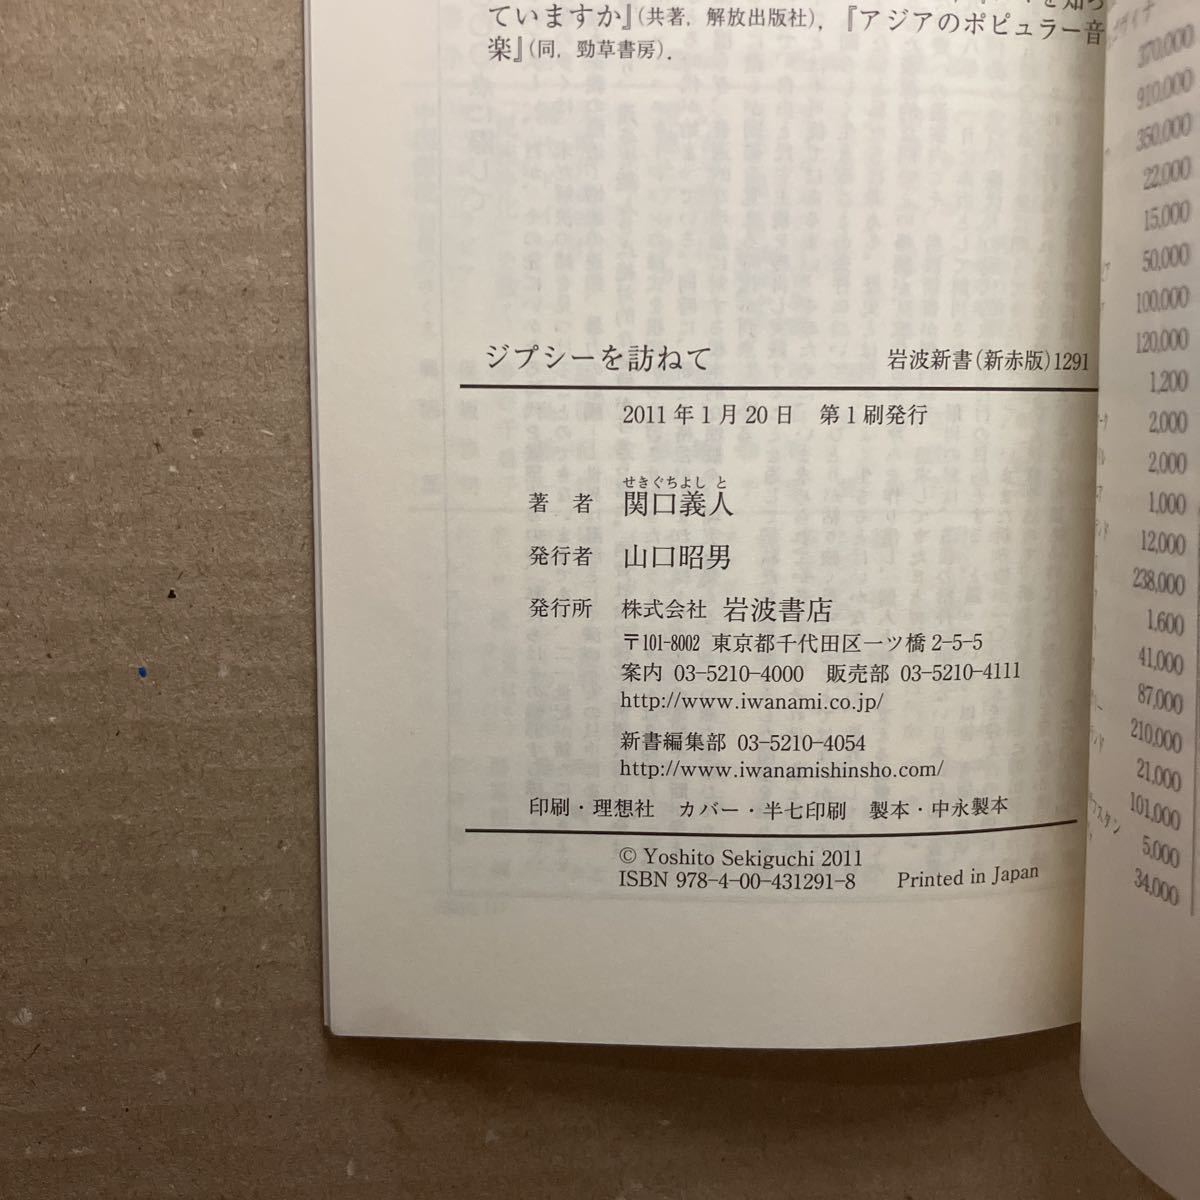 ていますか』(共著, 解放出版社), 『アジアのポピュラー音
楽』(同, 勁草書房).
ジプシーを訪ねて 岩波新書(新赤版)1291
2011年1月20日 第1刷発行
せきぐちよしと
著者 関口義人
発行者 山口昭男
発行所 株式会社 岩波書店
〒101-8002 東京都千代田区一ツ橋2-5-5
案内 03-5210-4000 販売部 03-5210-4111
http://www.iwanami.co.jp/
新書編集部 03-5210-4054
http://www.iwanamishinsho.com/
印刷・理想社 カバー・半七印刷 製本・中永製本
© Yoshito Sekiguchi 2011
ISBN 978-4-00-431291-8 Printed in Japan
370,000
910,000
350,000
22,000
15,000
50,000
100,000
120,000
1,200
2,000
2,000
1,000
12,000
238,000
1,600
41,000
87,000
210,000
21,000
101,000
5,000
34,000